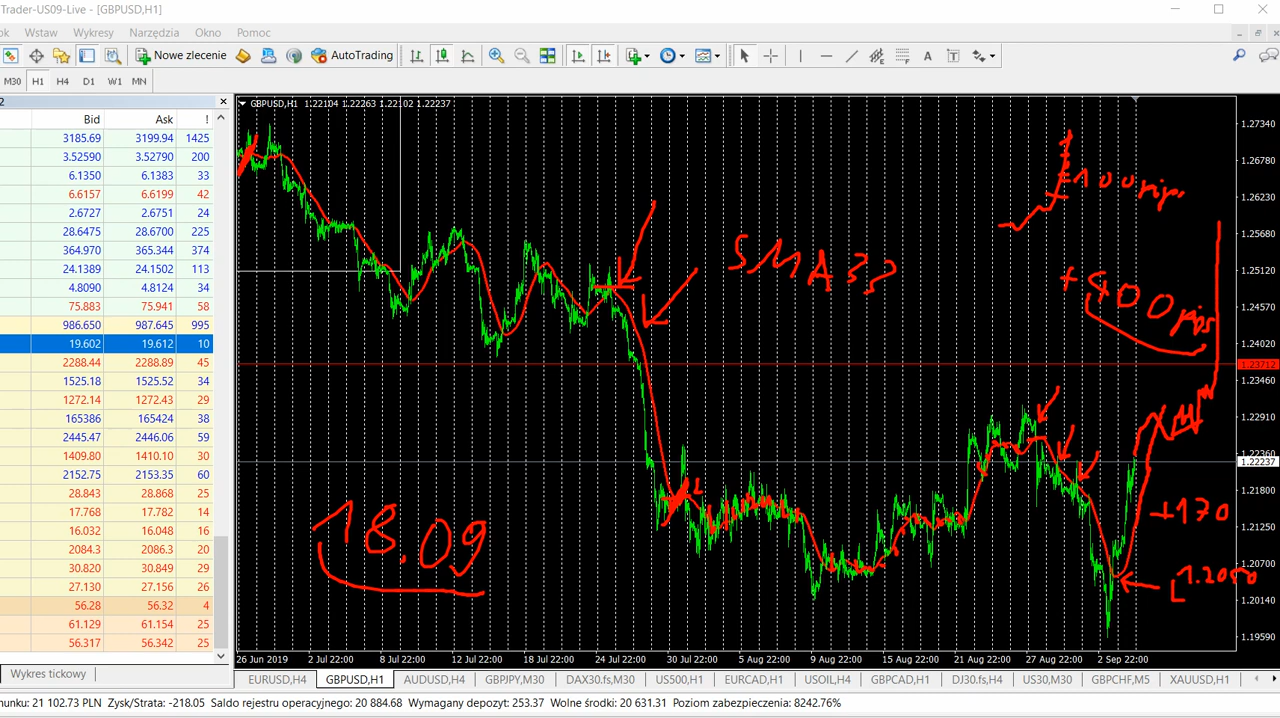 Trader-US09-Live - [GBPUSD,H1]
ok Wstaw Wykresy Narzędzia Okno Pomoc
Nowe zlecenie AutoTrading
M30 H1 H4 D1 W1 MN
2
Bid Ask !
3185.69 3199.94 1425
3.52590 3.52790 200
6.1350 6.1383 33
6.6157 6.6199 42
2.6727 2.6751 24
28.6475 28.6700 225
364.970 365.344 374
24.1389 24.1502 113
4.8090 4.8124 34
75.883 75.941 58
986.650 987.645 995
19.602 19.612 10
2288.44 2288.89 45
1525.18 1525.52 34
1272.14 1272.43 29
165386 165424 38
2445.47 2446.06 59
1409.80 1410.10 30
2152.75 2153.35 60
28.843 28.868 25
17.768 17.782 14
16.032 16.048 16
2084.3 2086.3 20
30.820 30.849 29
27.130 27.156 26
56.28 56.32 4
61.129 61.154 25
56.317 56.342 25
Wykres tickowy
GBPUSD,H1 1.22104 1.22263 1.22102 1.22237
100pips
SMA33
+400pips
+170
18.09
1.27340
1.26780
1.26230
1.25680
1.25120
1.24570
1.24020
1.23712
1.23460
1.22910
1.22360
1.22237
1.21800
1.21250
1.20700
1.20140
1.19590
26 Jun 2019 2 Jul 22:00 8 Jul 22:00 12 Jul 22:00 18 Jul 22:00 24 Jul 22:00 30 Jul 22:00 5 Aug 22:00 9 Aug 22:00 15 Aug 22:00 21 Aug 22:00 27 Aug 22:00 2 Sep 22:00
EURUSD,H4 GBPUSD,H1 AUDUSD,H4 GBPJPY,M30 DAX30.fs,M30 US500,H1 EURCAD,H1 USOIL,H4 GBPCAD,H1 DJ30.fs,H4 US30,M30 GBPCHF,M5 XAUUSD,H1
hunku: 21 102.73 PLN Zysk/Strata: -218.05 Saldo rejestru operacyjnego: 20 884.68 Wymagany depozyt: 253.37 Wolne środki: 20 631.31 Poziom zabezpieczenia: 8242.76%